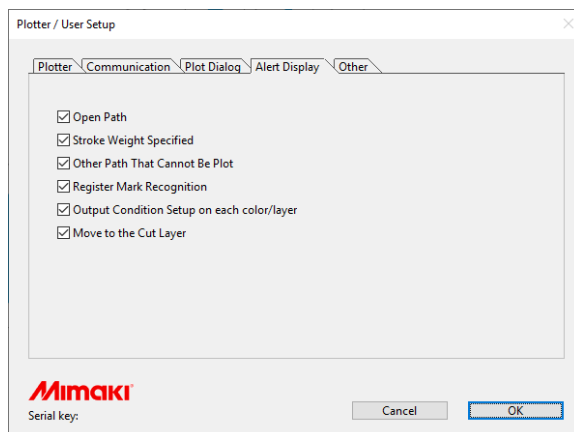 Plotter / User Setup
Plotter Communication Plot Dialog Alert Display Other
Open Path
Stroke Weight Specified
Other Path That Cannot Be Plot
Register Mark Recognition
Output Condition Setup on each color/layer
Move to the Cut Layer
Mimaki
Serial key:
Cancel OK